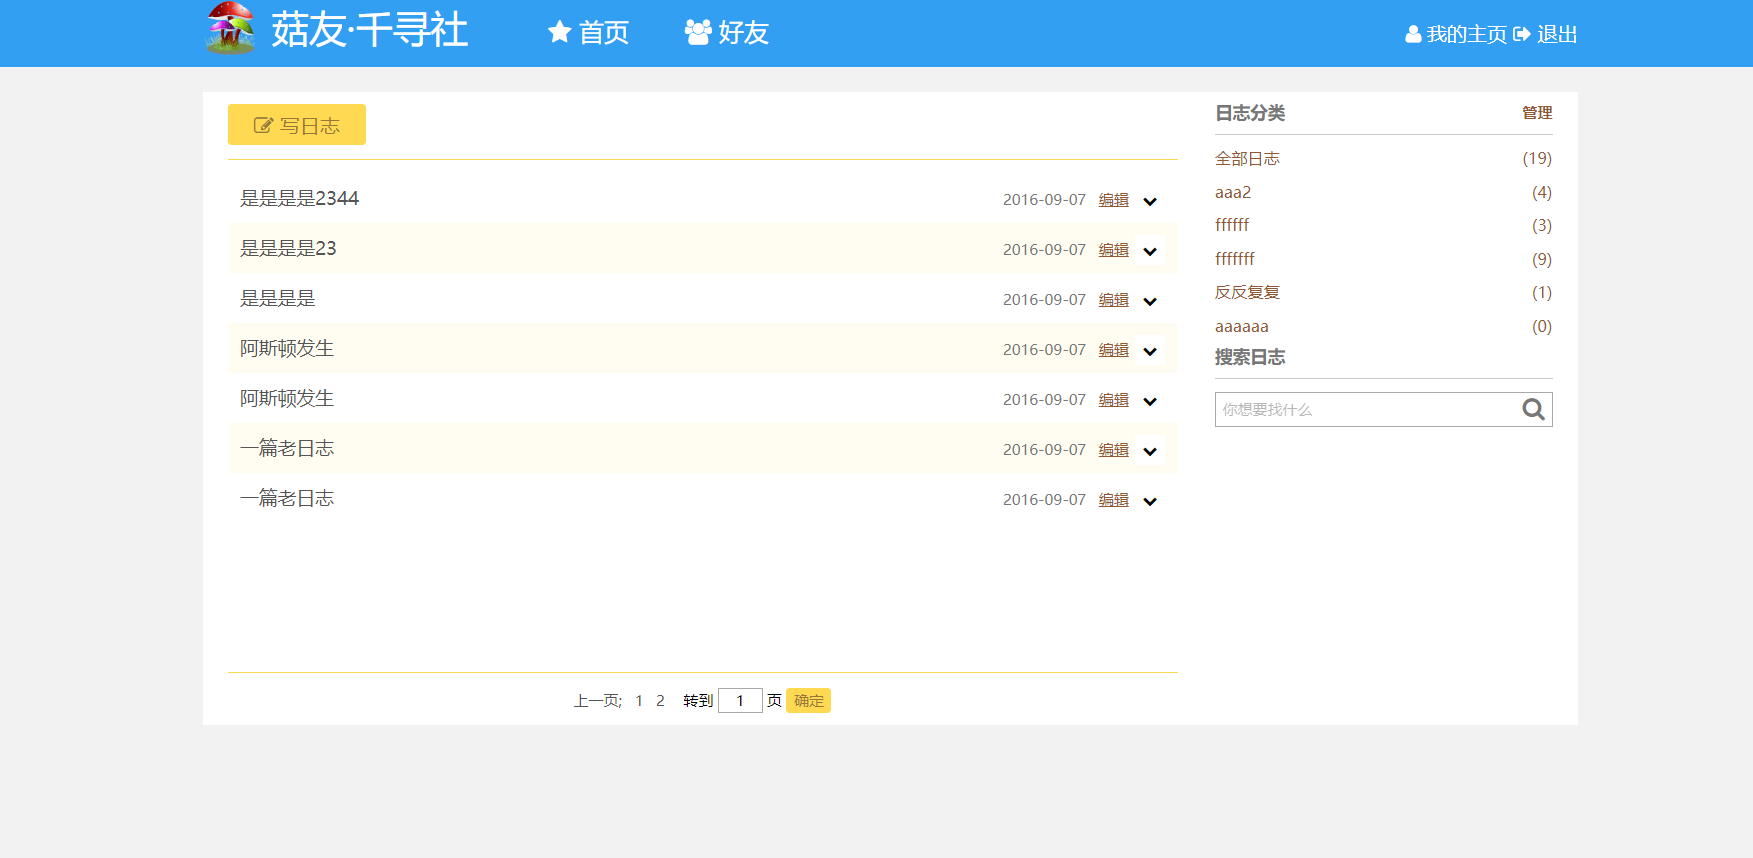 菇友·千寻社 首页 好友 我的主页 退出
写日志
是是是是2344 2016-09-07 编辑
是是是是23 2016-09-07 编辑
是是是是 2016-09-07 编辑
阿斯顿发生 2016-09-07 编辑
阿斯顿发生 2016-09-07 编辑
一篇老日志 2016-09-07 编辑
一篇老日志 2016-09-07 编辑
上一页; 1 2 转到 1 页 确定
日志分类 管理
全部日志 (19)
aaa2 (4)
ffffff (3)
fffffff (9)
反反复复 (1)
aaaaaa (0)
搜索日志
你想要找什么